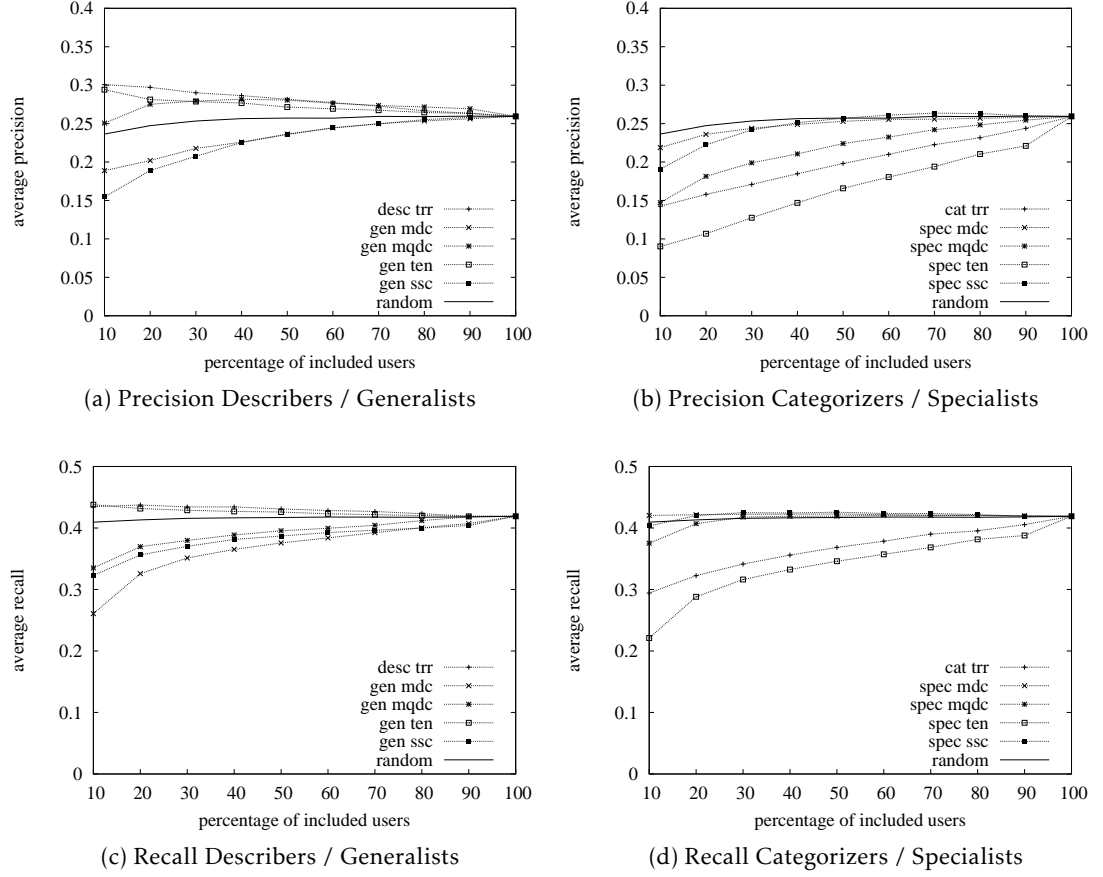 0.4
0.35
0.3
0.25
0.2
0.15
0.1
0.05
0
average precision
desc trr
gen mdc
gen mqdc
gen ten
gen ssc
random
10 20 30 40 50 60 70 80 90 100
percentage of included users
(a) Precision Describers / Generalists
0.4
0.35
0.3
0.25
0.2
0.15
0.1
0.05
0
average precision
cat trr
spec mdc
spec mqdc
spec ten
spec ssc
random
10 20 30 40 50 60 70 80 90 100
percentage of included users
(b) Precision Categorizers / Specialists
0.5
0.4
0.3
0.2
0.1
0
average recall
desc trr
gen mdc
gen mqdc
gen ten
gen ssc
random
10 20 30 40 50 60 70 80 90 100
percentage of included users
(c) Recall Describers / Generalists
0.5
0.4
0.3
0.2
0.1
0
average recall
cat trr
spec mdc
spec mqdc
spec ten
spec ssc
random
10 20 30 40 50 60 70 80 90 100
percentage of included users
(d) Recall Categorizers / Specialists